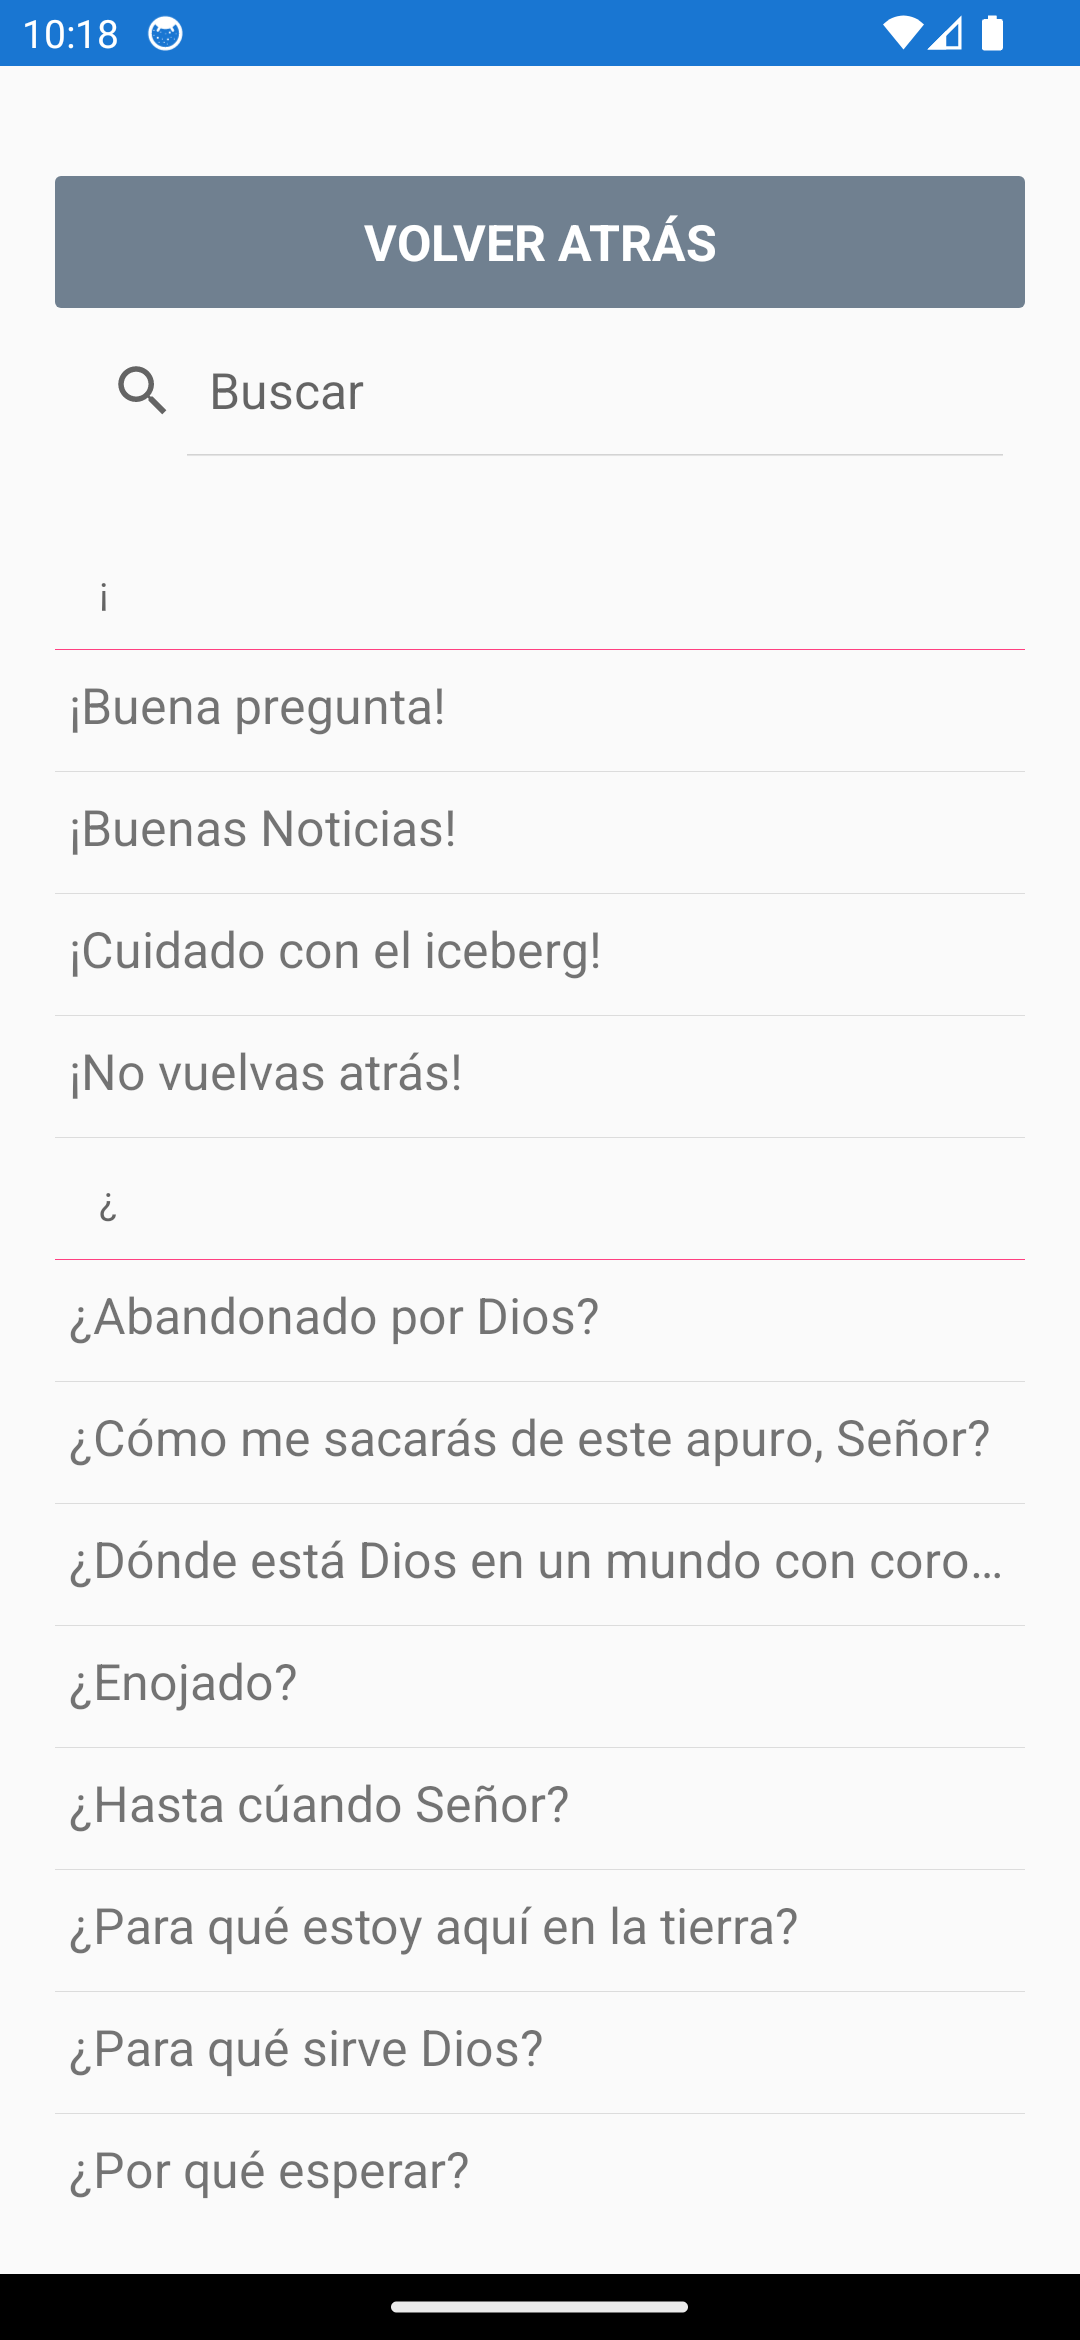 10:18
VOLVER ATRÁS
Buscar
¡
¡Buena pregunta!
¡Buenas Noticias!
¡Cuidado con el iceberg!
¡No vuelvas atrás!
¿
¿Abandonado por Dios?
¿Cómo me sacarás de este apuro, Señor?
¿Dónde está Dios en un mundo con coro...
¿Enojado?
¿Hasta cúando Señor?
¿Para qué estoy aquí en la tierra?
¿Para qué sirve Dios?
¿Por qué esperar?